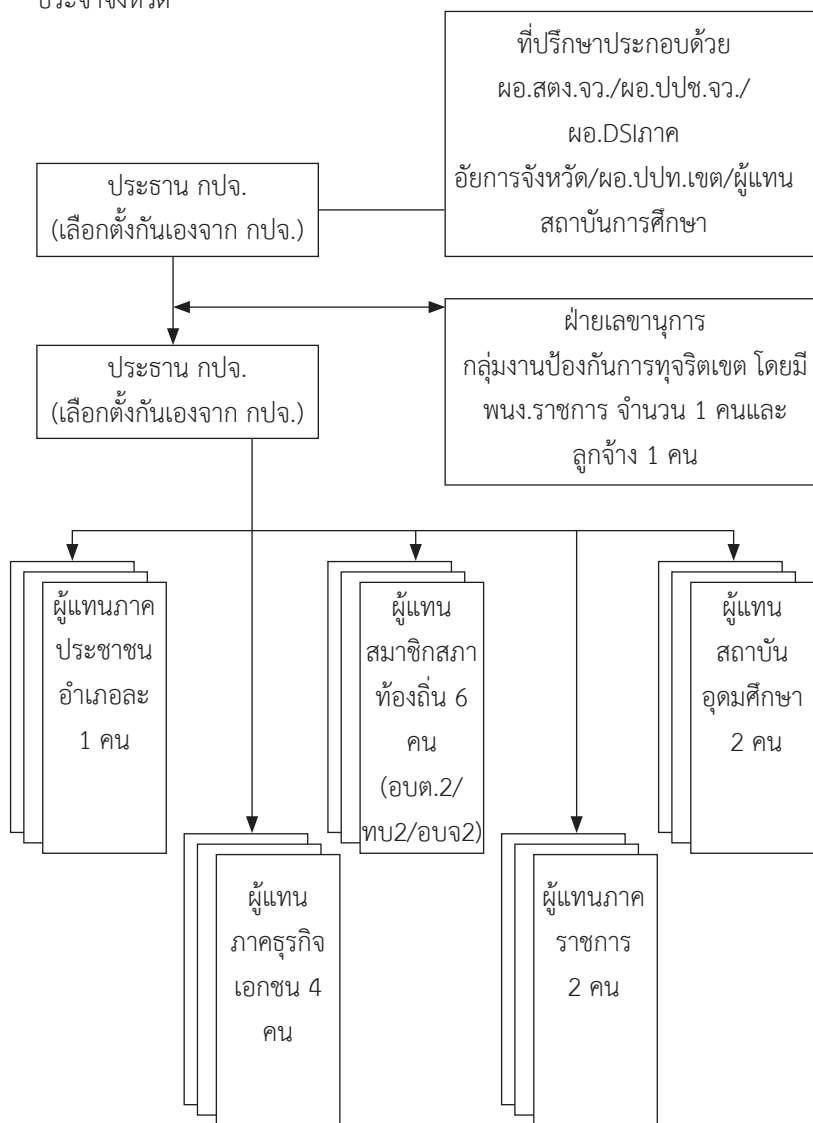 ประจำจังหวัด
ที่ปรึกษาประกอบด้วย
ผอ.สตง.จว./ผอ.ปปช.จว./
ผอ.DSIภาค
อัยการจังหวัด/ผอ.ปปท.เขต/ผู้แทน
สถาบันการศึกษา
ประธาน กปจ.
(เลือกตั้งกันเองจาก กปจ.)
ฝ่ายเลขานุการ
กลุ่มงานป้องกันการทุจริตเขต โดยมี
พนง.ราชการ จำนวน 1 คนและ
ลูกจ้าง 1 คน
ประธาน กปจ.
(เลือกตั้งกันเองจาก กปจ.)
ผู้แทนภาค
ประชาชน
อำเภอละ
1 คน
ผู้แทน
สมาชิกสภา
ท้องถิ่น 6
คน
(อบต.2/
ทบ2/อบจ2)
ผู้แทน
สถาบัน
อุดมศึกษา
2 คน
ผู้แทน
ภาคธุรกิจ
เอกชน 4
คน
ผู้แทนภาค
ราชการ
2 คน